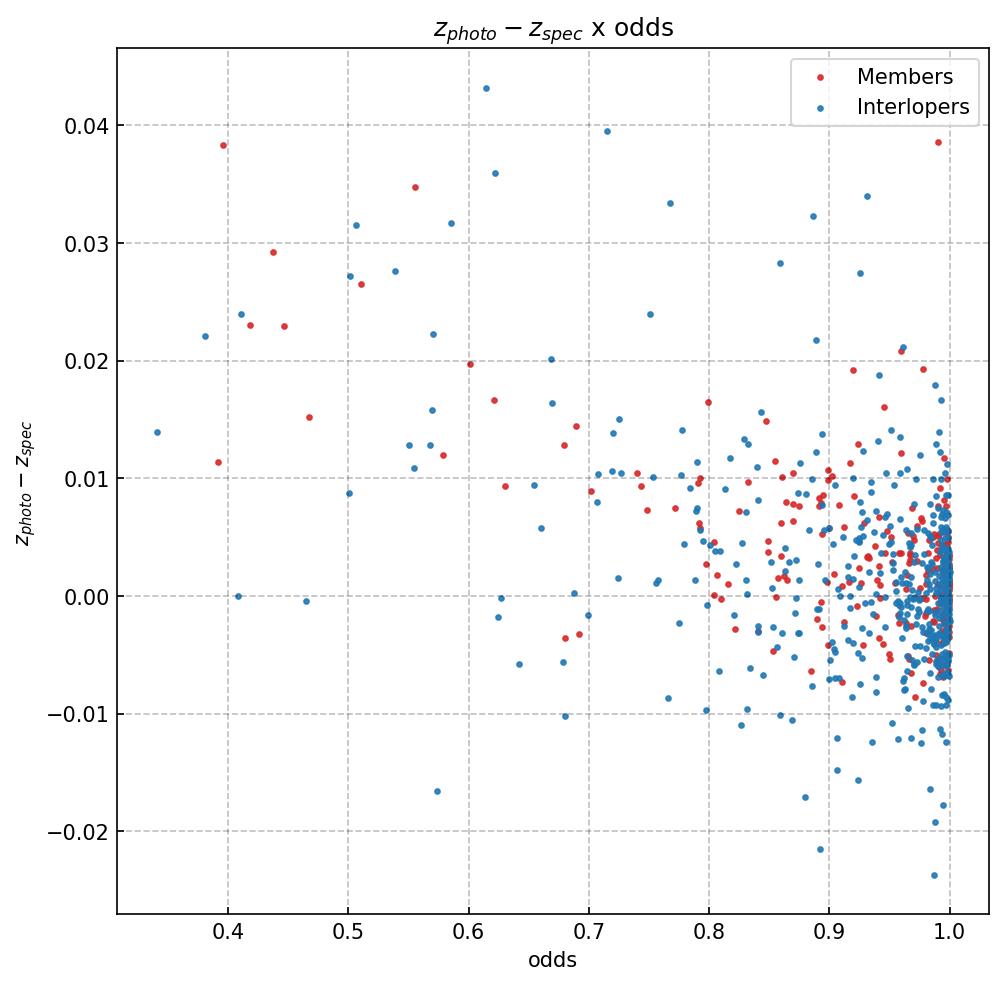 z_photo − z_spec x odds
Members
Interlopers
z_photo − z_spec
0.04
0.03
0.02
0.01
0.00
−0.01
−0.02
0.4 0.5 0.6 0.7 0.8 0.9 1.0
odds